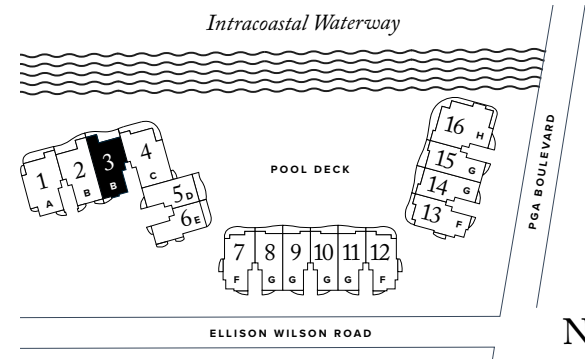 Intracoastal Waterway
POOL DECK
1
A
2
B
3
B
4
C
5 D
6 E
7
F
8
G
9
G
10
G
11
G
12
F
16 H
15 G
14 G
13 F
PGA BOULEVARD
ELLISON WILSON ROAD
N